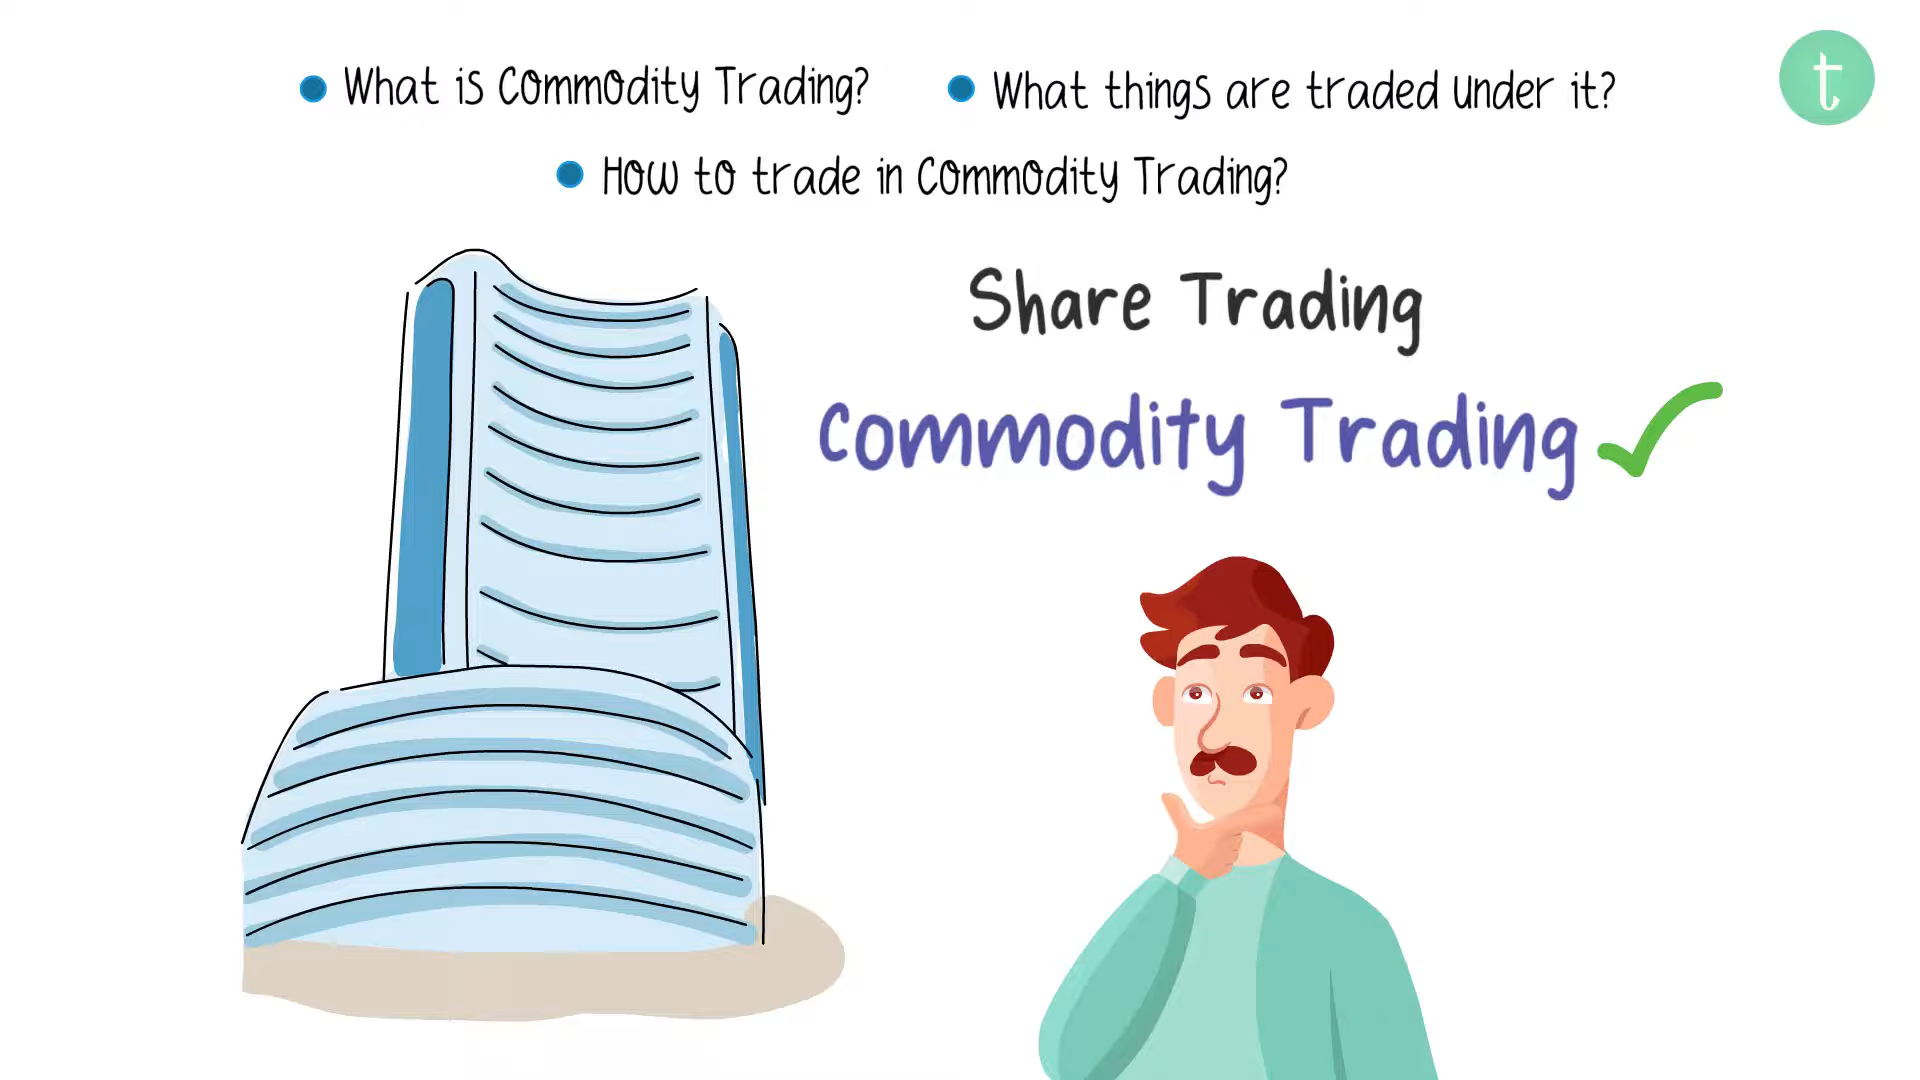 What is Commodity Trading?
What things are traded under it?
t
How to trade in Commodity Trading?
Share Trading
Commodity Trading